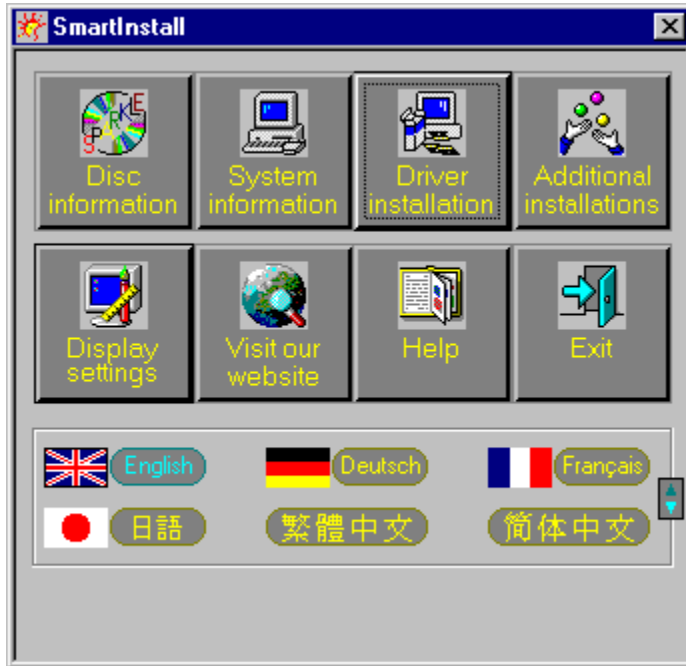 SmartInstall
SPARKLE
Disc
information
System
information
Driver
installation
Additional
installations
Display
settings
Visit our
website
Help
Exit
English
Deutsch
Français
日語
繁體中文
简体中文